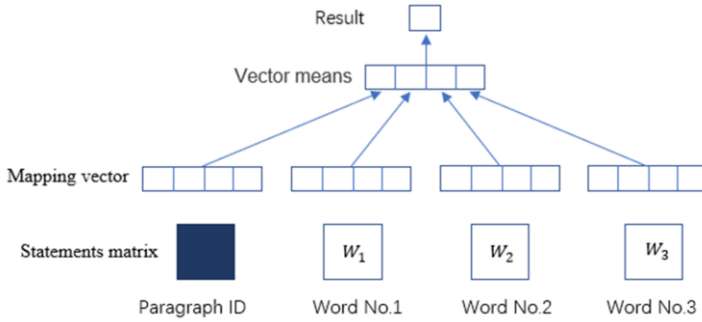 Result
Vector means
Mapping vector
Statements matrix W₁ W₂ W₃
Paragraph ID Word No.1 Word No.2 Word No.3